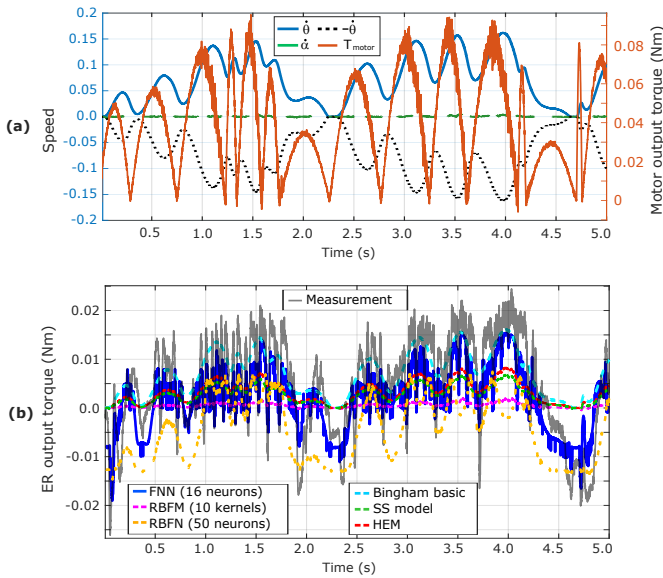 (a)
Speed
0.2
0.15
0.1
0.05
0.0
-0.05
-0.1
-0.15
-0.2
θ̇
-θ̇
α̇
T_motor
0.08
0.06
0.04
0.02
0
Motor output torque (Nm)
0.5 1.0 1.5 2.0 2.5 3.0 3.5 4.0 4.5 5.0
Time (s)
(b)
ER output torque (Nm)
0.02
0.01
0.0
-0.01
-0.02
Measurement
FNN (16 neurons)
RBFM (10 kernels)
RBFN (50 neurons)
Bingham basic
SS model
HEM
0.5 1.0 1.5 2.0 2.5 3.0 3.5 4.0 4.5 5.0
Time (s)